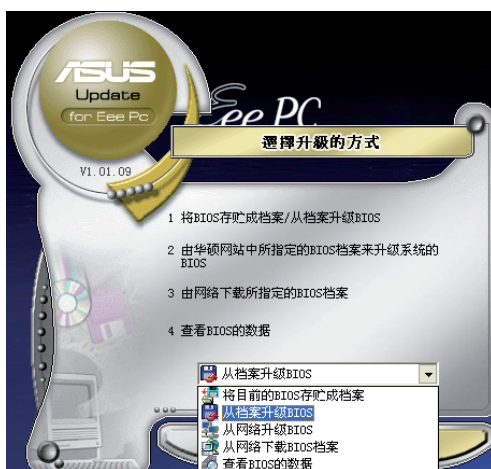 ASUS
Update
for Eee Pc
V1.01.09
Eee PC
選擇升級的方式
1 将BIOS存贮成档案/从档案升级BIOS
2 由华硕网站中所指定的BIOS档案来升级系统的
BIOS
3 由网络下载所指定的BIOS档案
4 查看BIOS的数据
从档案升级BIOS
将目前的BIOS存贮成档案
从档案升级BIOS
从网络升级BIOS
从网络下载BIOS档案
查看BIOS的数据